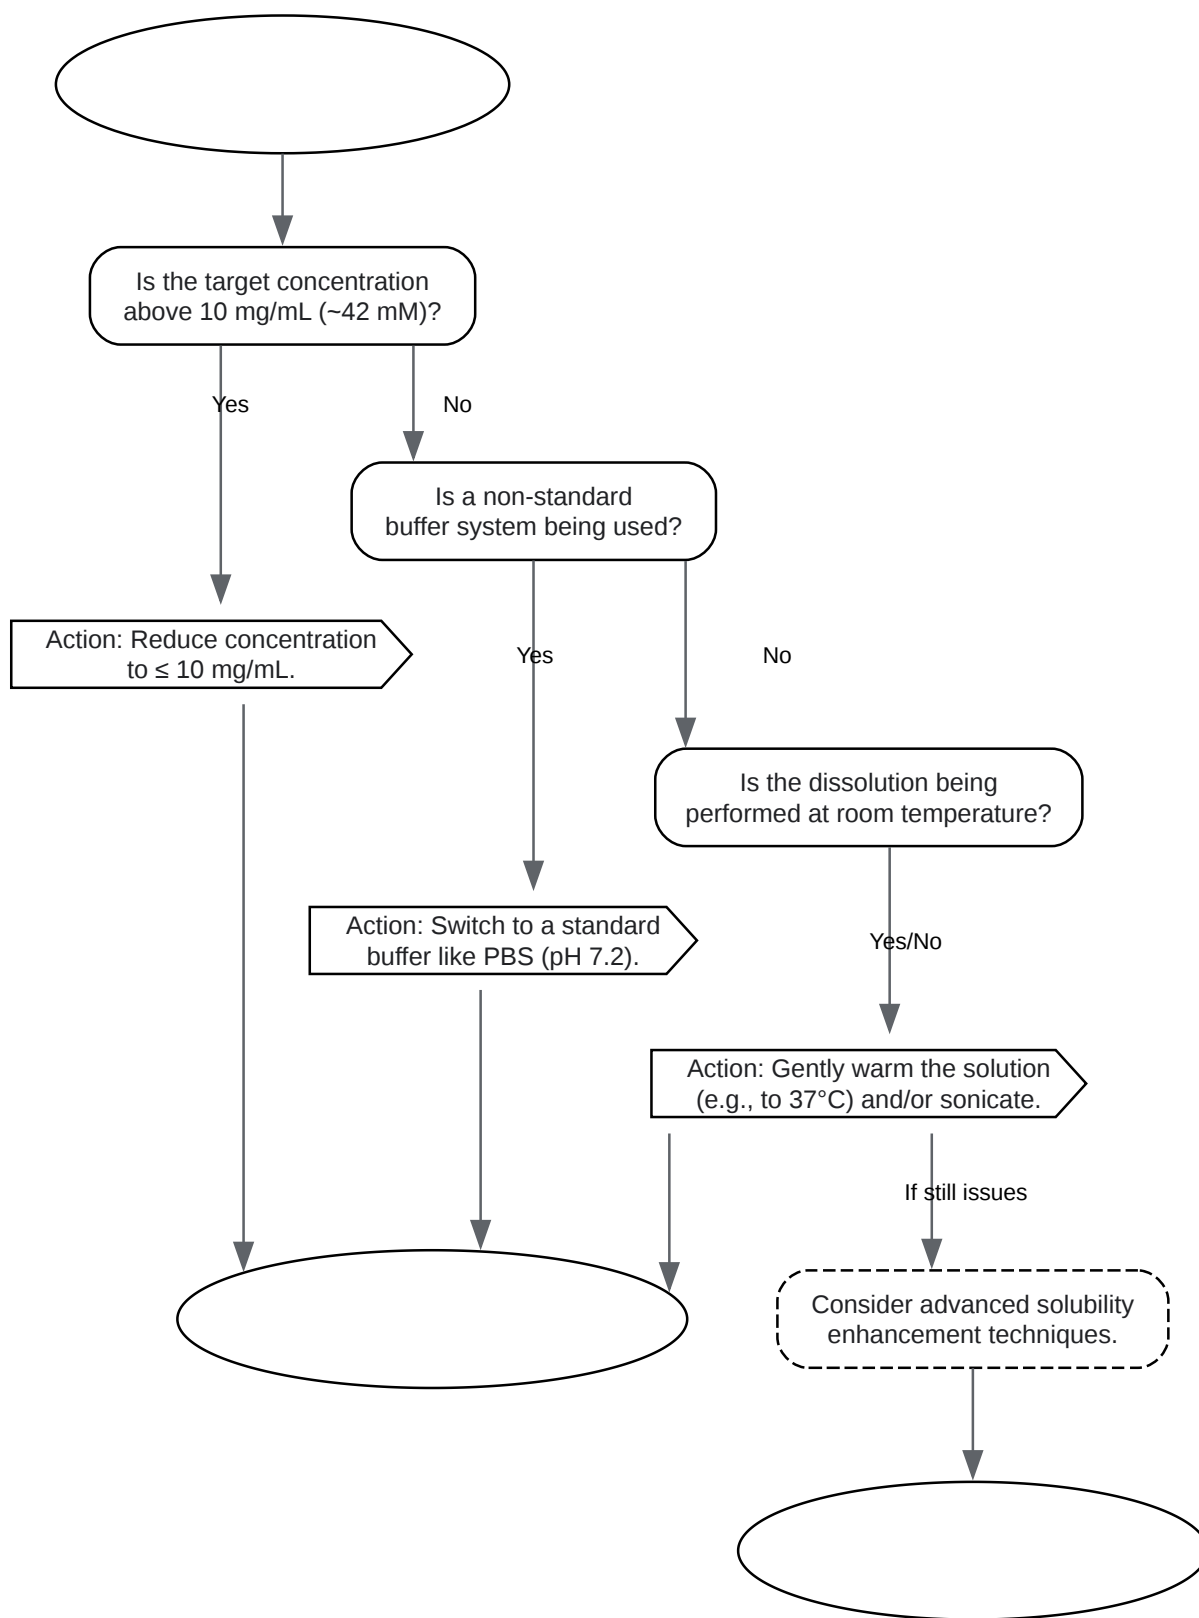 Is the target concentration
above 10 mg/mL (~42 mM)?
Yes
No
Is a non-standard
buffer system being used?
Action: Reduce concentration
to ≤ 10 mg/mL.
Yes
No
Is the dissolution being
performed at room temperature?
Action: Switch to a standard
buffer like PBS (pH 7.2).
Yes/No
Action: Gently warm the solution
(e.g., to 37°C) and/or sonicate.
If still issues
Consider advanced solubility
enhancement techniques.